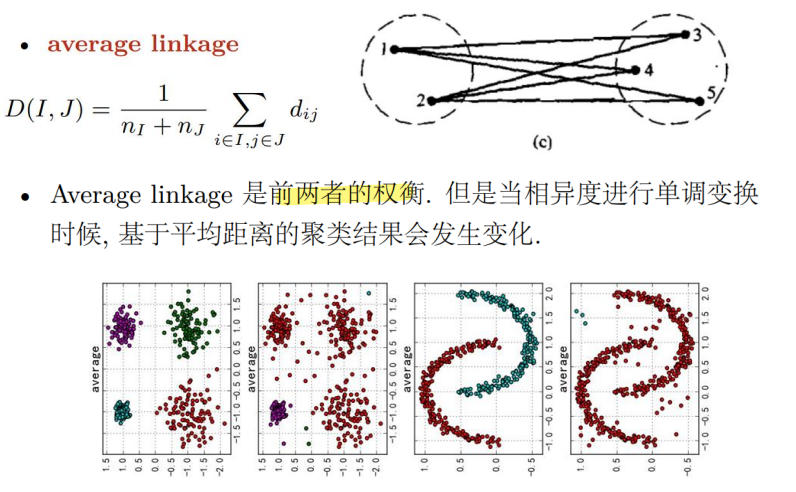 • average linkage
D(I, J) = \frac{1}{n_I + n_J} \sum_{i∈I,j∈J} d_{ij}
1
2
3
4
5
(c)
• Average linkage 是前两者的权衡. 但是当相异度进行单调变换
时候, 基于平均距离的聚类结果会发生变化.
average
1.5 1.0 0.5 0.0 −0.5 −1.0 −1.5 −2.0
−1.5 −1.0 −0.5 0.0 0.5 1.0 1.5
average
1.5 1.0 0.5 0.0 −0.5 −1.0 −1.5 −2.0
−1.5 −1.0 −0.5 0.0 0.5 1.0 1.5
average
1.0 0.5 0.0 −0.5
−1.0 −0.5 0.0 0.5 1.0 1.5 2.0
average
1.0 0.5 0.0 −0.5
−1.0 −0.5 0.0 0.5 1.0 1.5 2.0